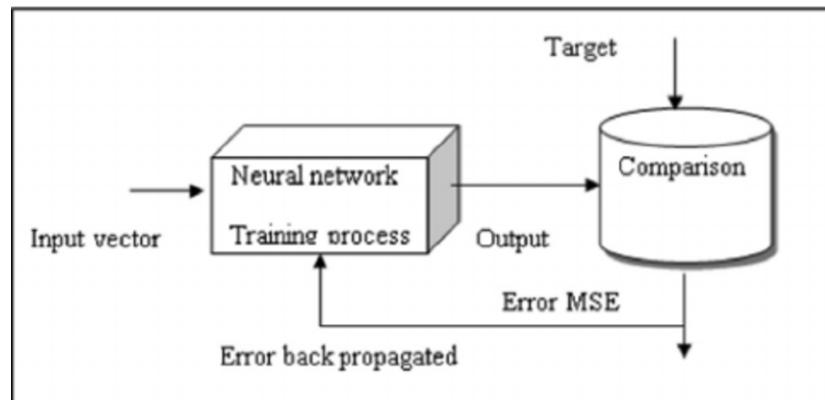 Target
Neural network
Training process
Comparison
Input vector
Output
Error MSE
Error back propagated